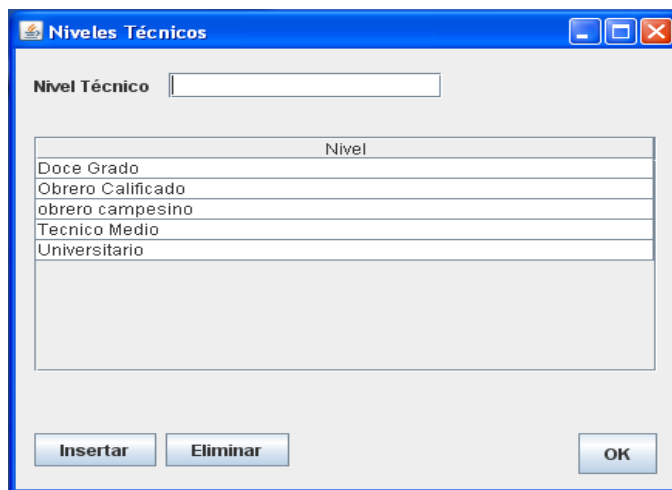 Niveles Técnicos
Nivel Técnico
Nivel
Doce Grado
Obrero Calificado
obrero campesino
Tecnico Medio
Universitario
Insertar Eliminar OK